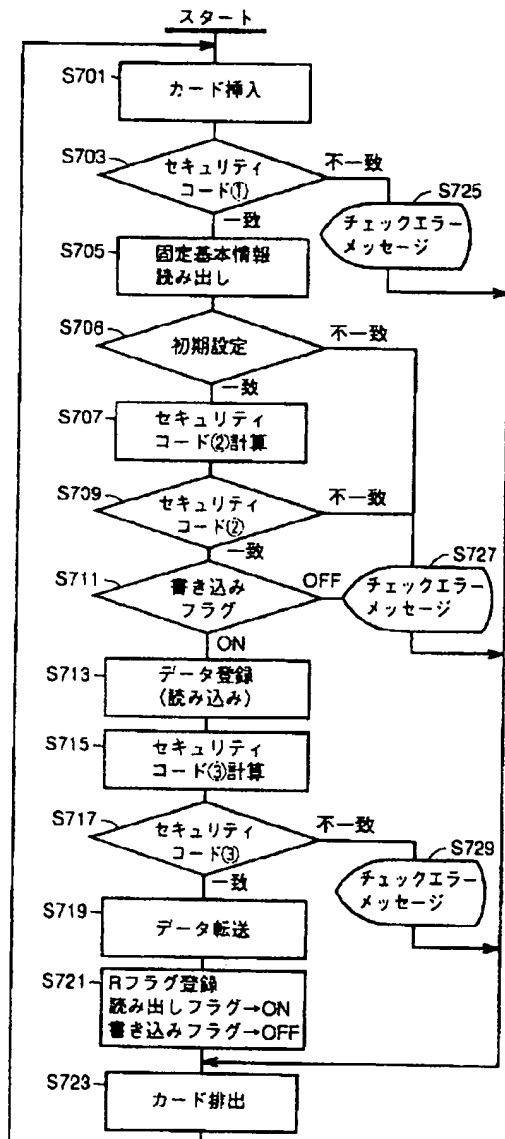 スタート
S701
カード挿入
S703
セキュリティ
コード①
不一致
一致
S725
チェックエラー
メッセージ
S705
固定基本情報
読み出し
S706
初期設定
不一致
一致
S707
セキュリティ
コード②計算
S709
セキュリティ
コード②
不一致
一致
S711
書き込み
フラグ
OFF
ON
S727
チェックエラー
メッセージ
S713
データ登録
(読み込み)
S715
セキュリティ
コード③計算
S717
セキュリティ
コード③
不一致
一致
S729
チェックエラー
メッセージ
S719
データ転送
S721
Rフラグ登録
読み出しフラグ→ON
書き込みフラグ→OFF
S723
カード排出